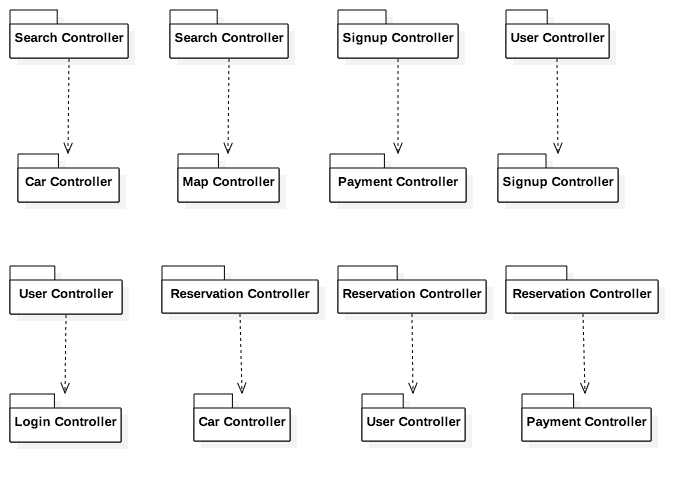 Search Controller
Search Controller
Signup Controller
User Controller
Car Controller
Map Controller
Payment Controller
Signup Controller
User Controller
Reservation Controller
Reservation Controller
Reservation Controller
Login Controller
Car Controller
User Controller
Payment Controller